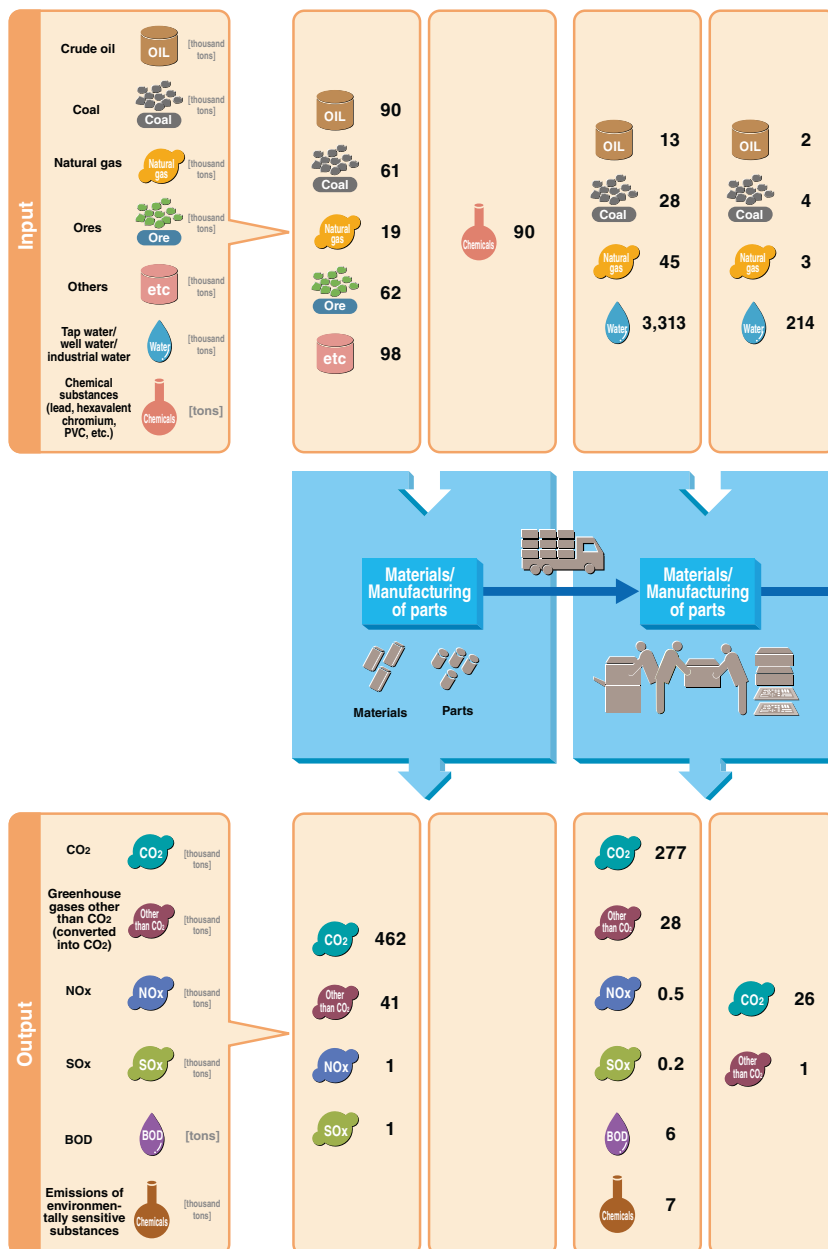 Input
Crude oil
OIL
[thousand
tons]
Coal
Coal
[thousand
tons]
Natural gas
Natural
gas
[thousand
tons]
Ores
Ore
[thousand
tons]
Others
etc
[thousand
tons]
Tap water/
well water/
industrial water
Water
[thousand
tons]
Chemical
substances
(lead, hexavalent
chromium,
PVC, etc.)
Chemicals
[tons]
OIL 90
Coal 61
Natural
gas 19
Ore 62
etc 98
Chemicals 90
OIL 13
Coal 28
Natural
gas 45
Water 3,313
OIL 2
Coal 4
Natural
gas 3
Water 214
Materials/
Manufacturing
of parts
Materials
Parts
Materials/
Manufacturing
of parts
Output
CO2
CO2
[thousand
tons]
Greenhouse
gases other
than CO2
(converted
into CO2)
Other
than CO2
[thousand
tons]
NOx
NOx
[thousand
tons]
SOx
SOx
[thousand
tons]
BOD
BOD
[tons]
Emissions of
environmen-
tally sensitive
substances
Chemicals
[thousand
tons]
CO2 462
Other
than CO2 41
NOx 1
SOx 1
CO2 277
Other
than CO2 28
NOx 0.5
SOx 0.2
BOD 6
Chemicals 7
CO2 26
Other
than CO2 1